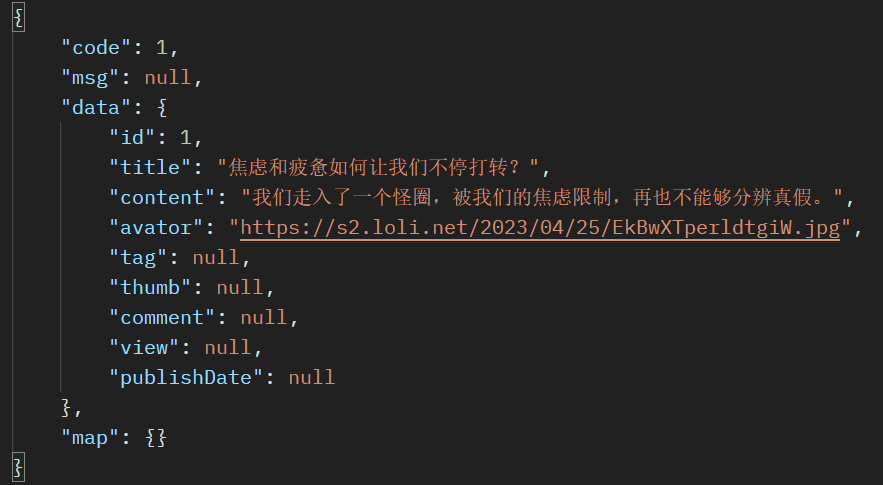 {
    "code": 1,
    "msg": null,
    "data": {
        "id": 1,
        "title": "焦虑和疲惫如何让我们不停打转？",
        "content": "我们走入了一个怪圈，被我们的焦虑限制，再也不能够分辨真假。",
        "avator": "https://s2.loli.net/2023/04/25/EkBwXTperldtgiW.jpg",
        "tag": null,
        "thumb": null,
        "comment": null,
        "view": null,
        "publishDate": null
    },
    "map": {}
}